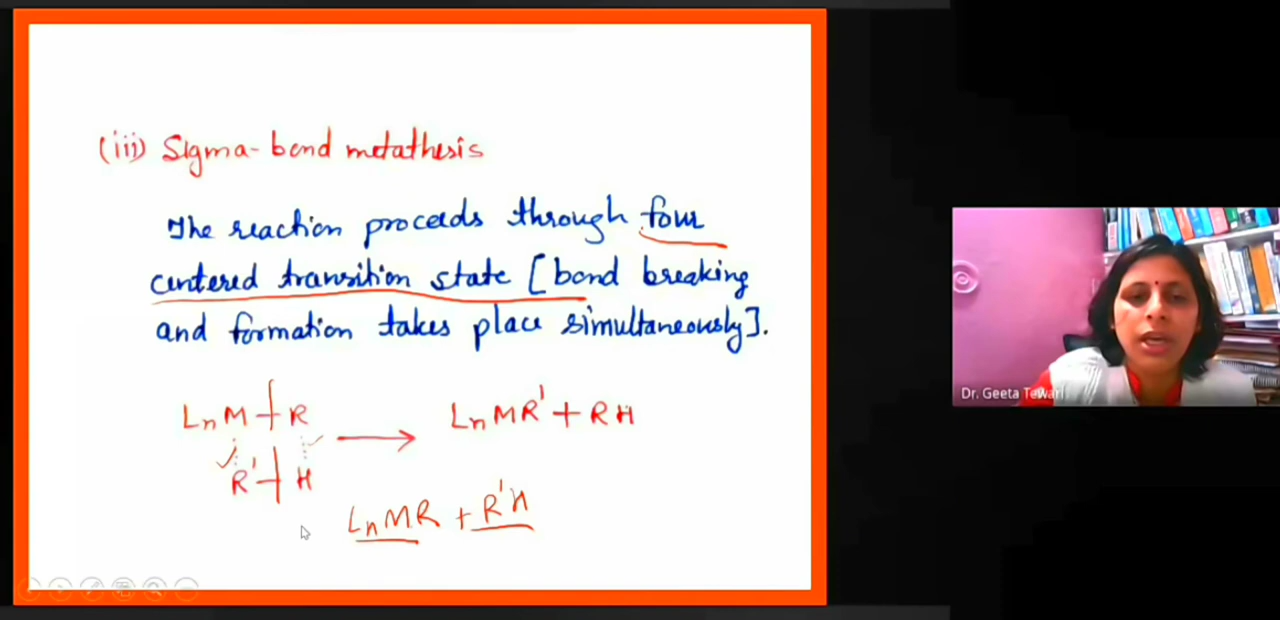 (iii) Sigma-bond metathesis
The reaction proceeds through four
centered transition state [bond breaking
and formation takes place simultaneously].
LnM+R → LnMR' + RH
R'+H
LnMR + R'H
Dr. Geeta Tewari